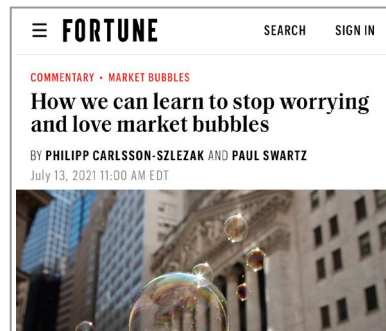 FORTUNE SEARCH SIGN IN
COMMENTARY • MARKET BUBBLES
How we can learn to stop worrying
and love market bubbles
BY PHILIPP CARLSSON-SZLEZAK AND PAUL SWARTZ
July 13, 2021 11:00 AM EDT